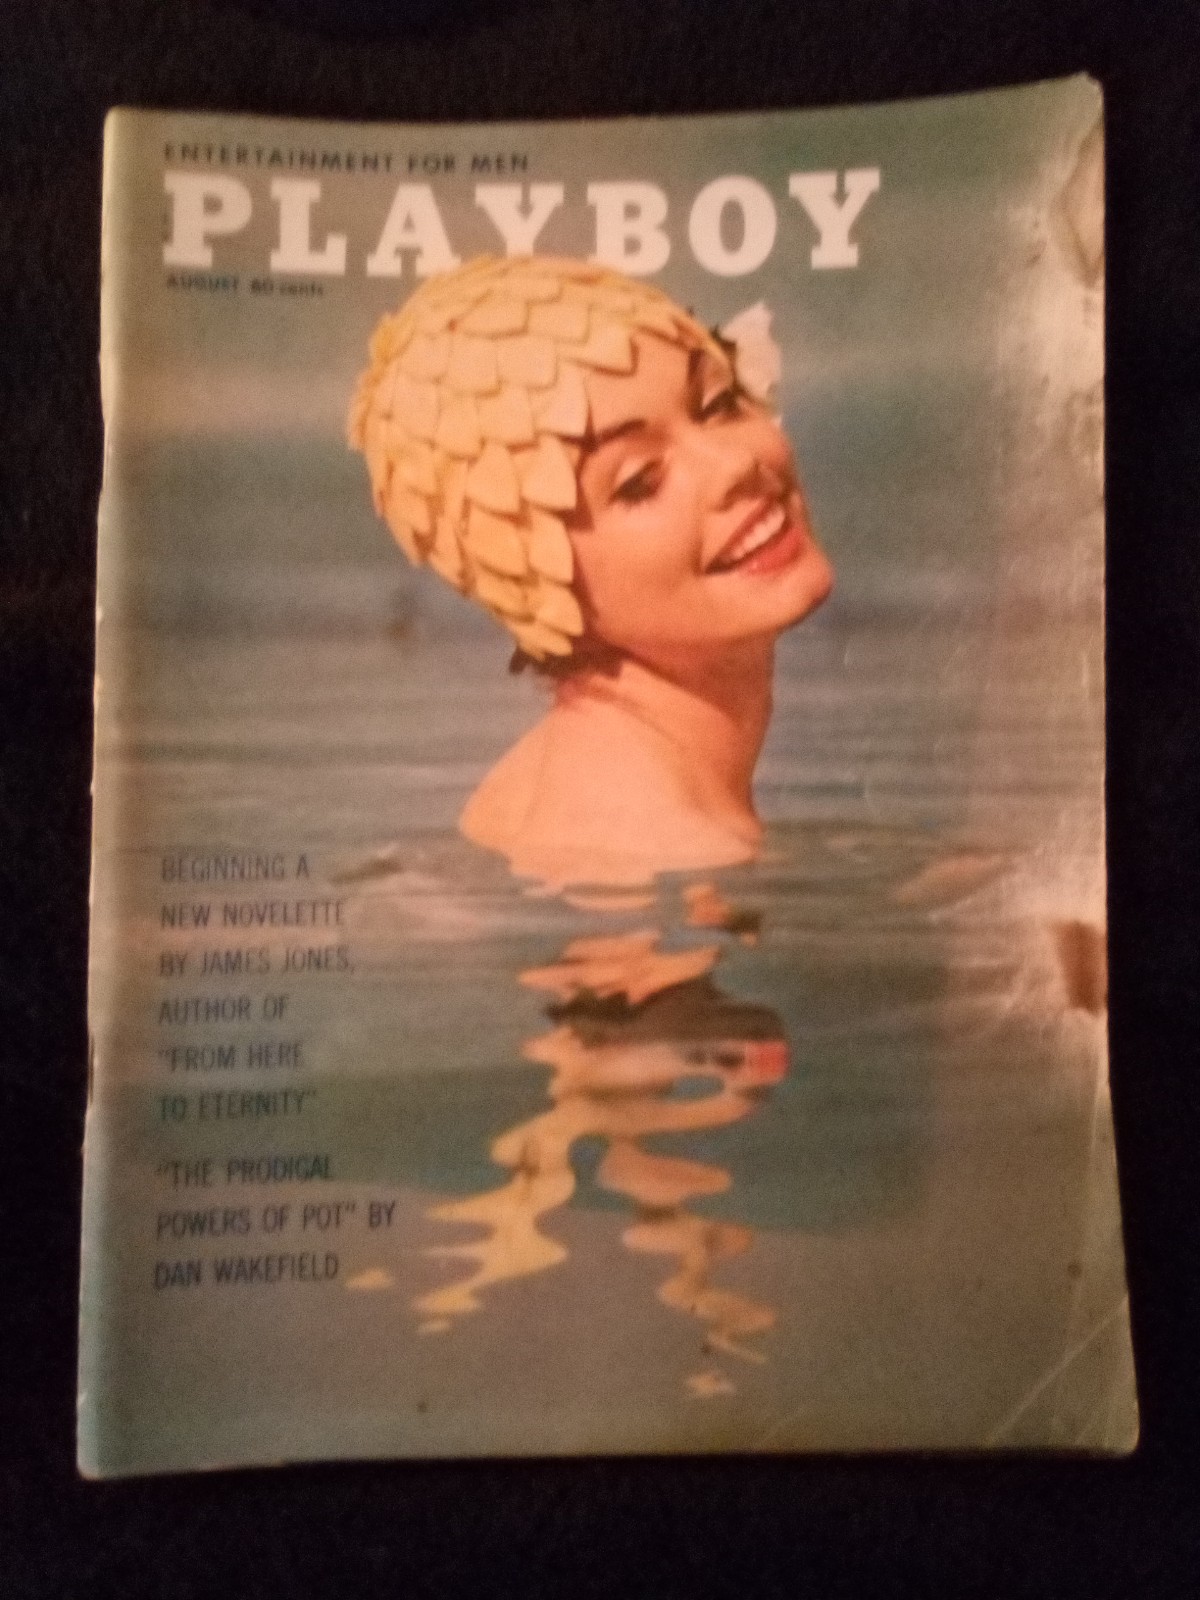 ENTERTAINMENT FOR MEN
PLAYBOY
AUGUST 60 cents
BEGINNING A
NEW NOVELETTE
BY JAMES JONES,
AUTHOR OF
"FROM HERE
TO ETERNITY"
"THE PRODIGAL
POWERS OF POT" BY
DAN WAKEFIELD